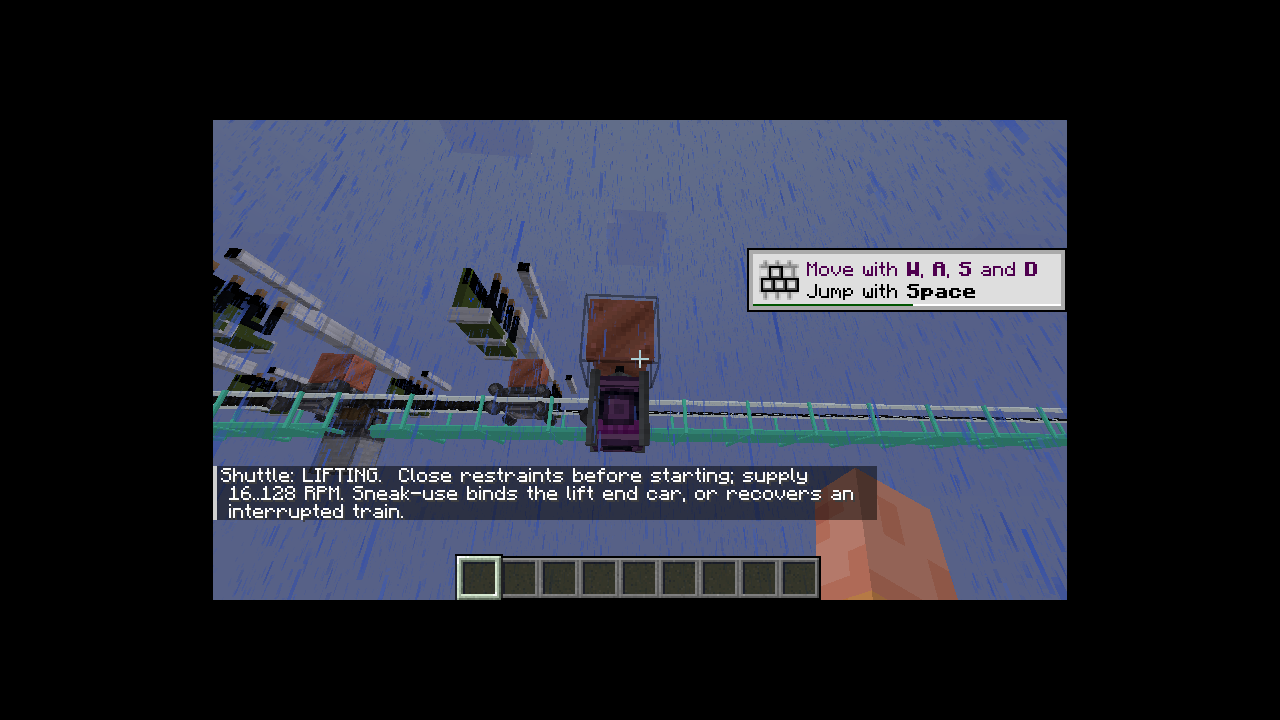 Move with W, A, S and D
Jump with Space
Shuttle: LIFTING. Close restraints before starting; supply
16..128 RPM. Sneak-use binds the lift end car, or recovers an
interrupted train.